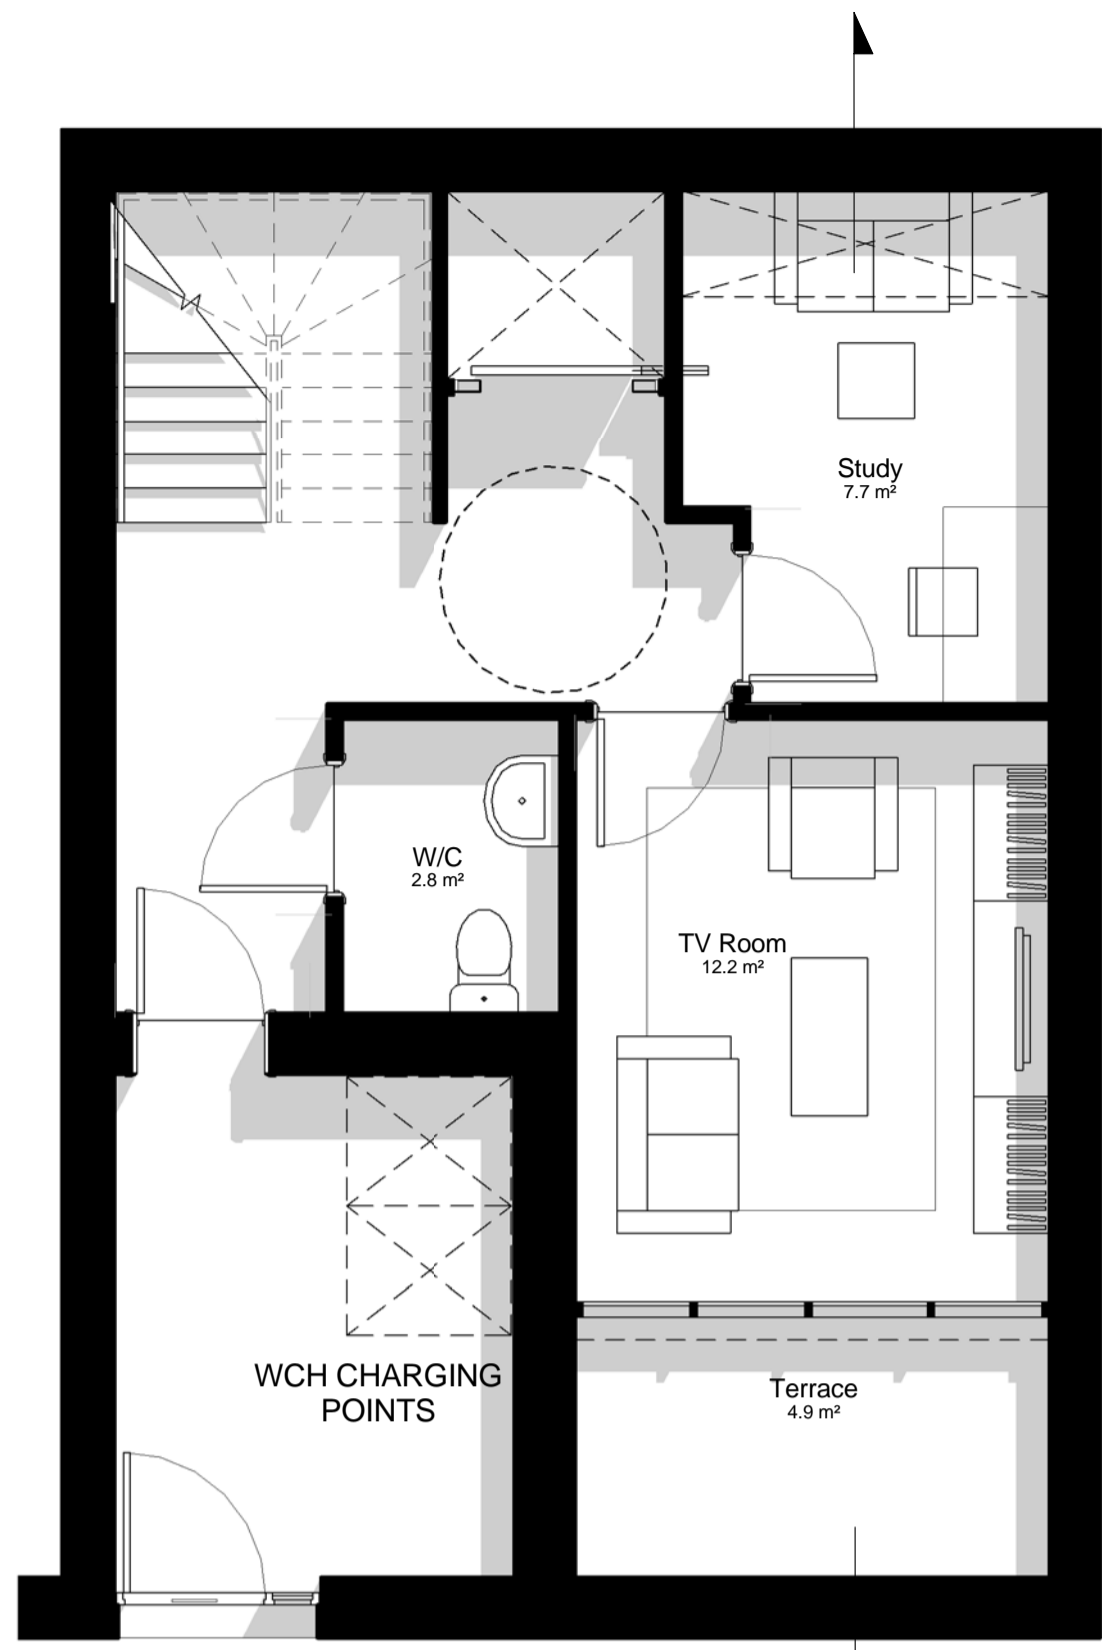 Study
7.7 m²
W/C
2.8 m²
TV Room
12.2 m²
WCH CHARGING
POINTS
Terrace
4.9 m²